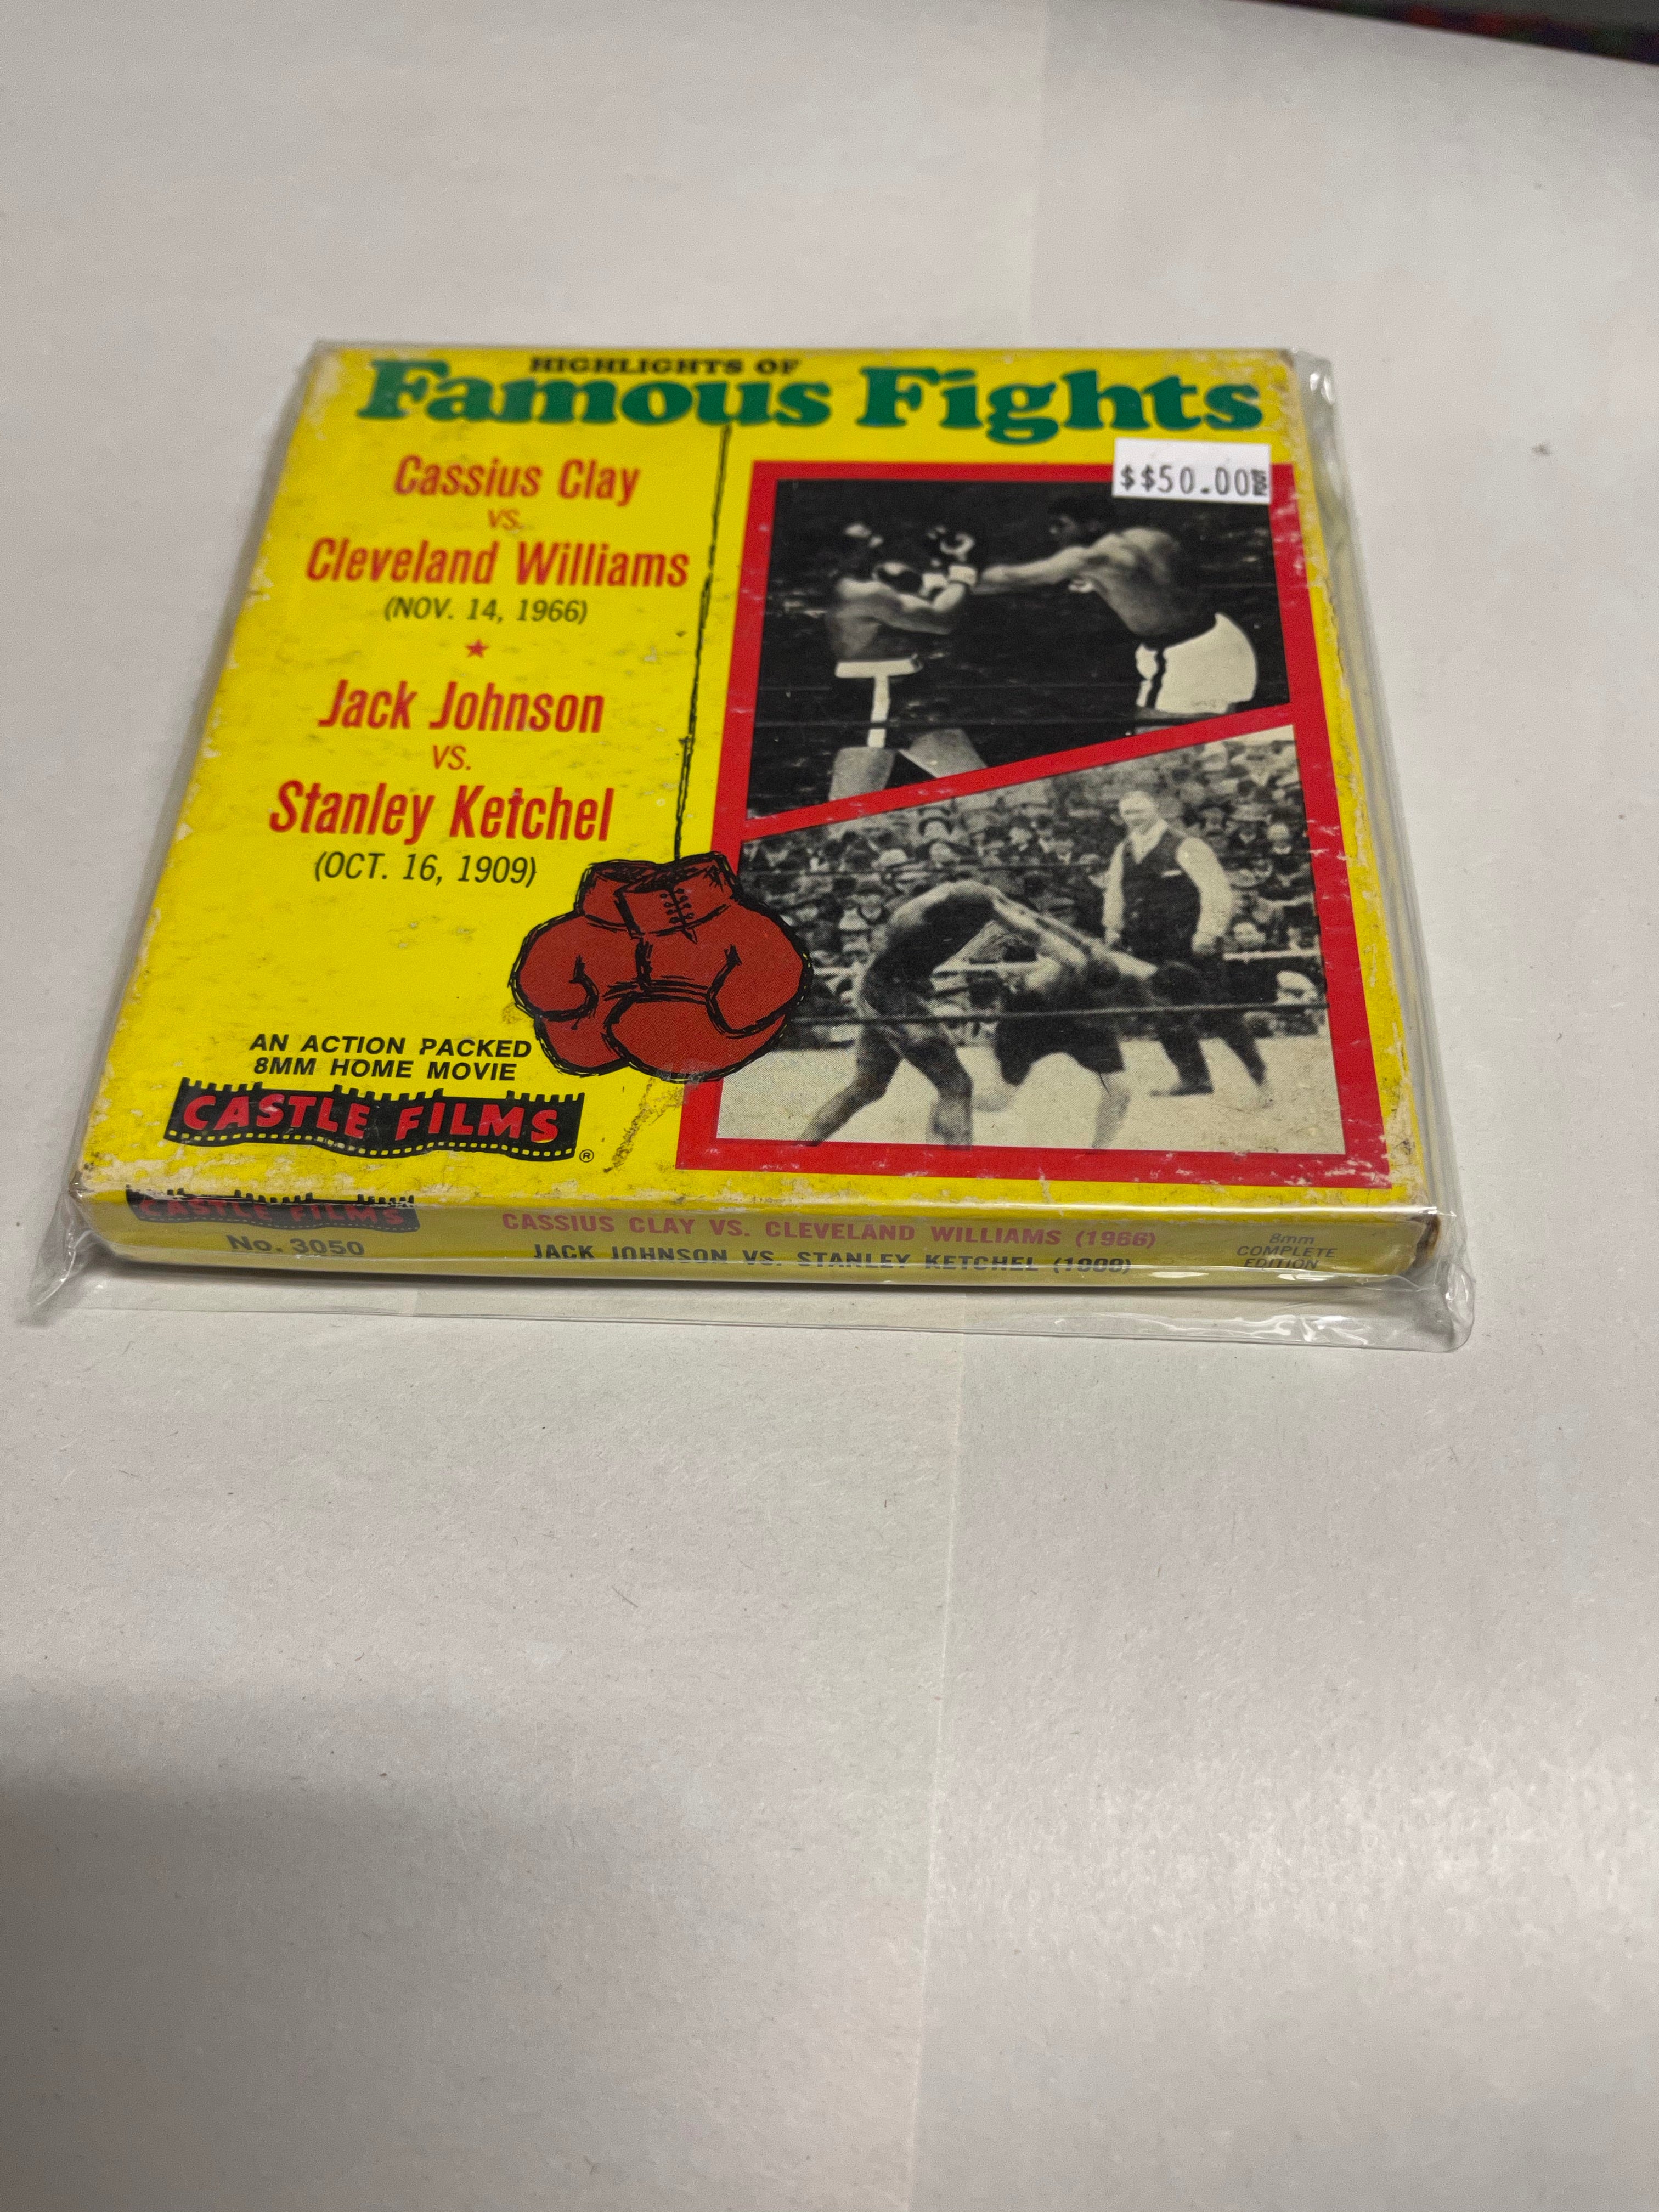 HIGHLIGHTS OF
Famous Fights
Cassius Clay
VS.
Cleveland Williams
(NOV. 14, 1966)
Jack Johnson
VS.
Stanley Ketchel
(OCT. 16, 1909)
$$50.00
AN ACTION PACKED
8MM HOME MOVIE
CASTLE FILMS
®
CASTLE FILMS
No. 3050
CASSIUS CLAY VS. CLEVELAND WILLIAMS (1966)
JACK JOHNSON VS. STANLEY KETCHEL (1909)
8mm
COMPLETE
EDITION